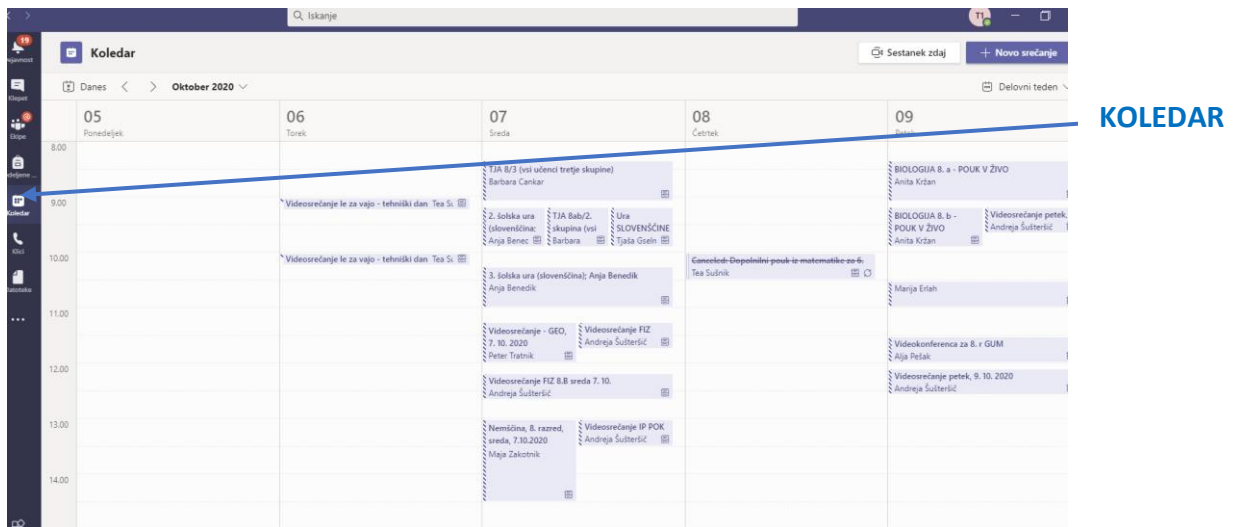 Iskanje
T1
19
Koledar
Sestanek zdaj
+ Novo srečanje
Klepet
Danes
Oktober 2020
Delovni teden
Ekipe
05
Ponedeljek
06
Torek
07
Sreda
08
Četrtek
09
KOLEDAR
8.00
TJA 8/3 (vsi učenci tretje skupine)
Barbara Cankar
BIOLOGIJA 8. a - POUK V ŽIVO
Anita Kržan
Koledar
9.00
Videosrečanje le za vajo - tehniški dan Tea
2. šolska ura (slovenščina;
Anja Benec
TJA 8ab/2. skupina (vsi
Barbara
Ura SLOVENŠČINE
Tjaša Gseln
BIOLOGIJA 8. b - POUK V ŽIVO
Anita Kržan
Videosrečanje petek,
Andreja Šušteršič
Klici
10.00
Videosrečanje le za vajo - tehniški dan Tea
3. šolska ura (slovenščina); Anja Benedik
Anja Benedik
Canceled: Dopolnilni pouk iz matematike za 6.
Tea Sušnik
Marija Erlah
11.00
Videosrečanje - GEO,
7. 10. 2020
Peter Tratnik
Videosrečanje FIZ
Andreja Šušteršič
Videokonferenca za 8. r GUM
Alja Pešak
12.00
Videosrečanje FIZ 8.B sreda 7. 10.
Andreja Šušteršič
Videosrečanje petek, 9. 10. 2020
Andreja Šušteršič
13.00
Nemščina, 8. razred,
sreda, 7.10.2020
Maja Zakotnik
Videosrečanje IP POK
Andreja Šušteršič
14.00